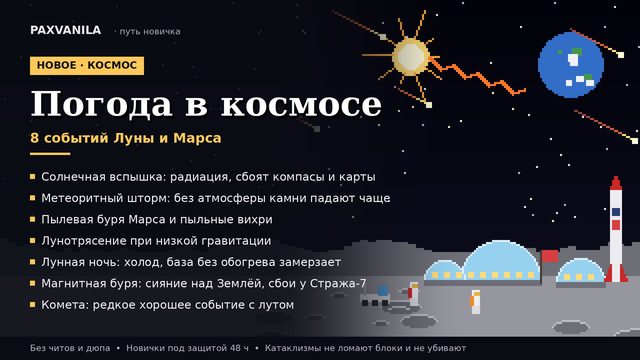 PAXVANILA · путь новичка
НОВОЕ · КОСМОС
Погода в космосе
8 событий Луны и Марса
Солнечная вспышка: радиация, сбоят компасы и карты
Метеоритный шторм: без атмосферы камни падают чаще
Пылевая буря Марса и пыльные вихри
Лунотрясение при низкой гравитации
Лунная ночь: холод, база без обогрева замерзает
Магнитная буря: сияние над Землёй, сбои у Стража-7
Комета: редкое хорошее событие с лутом
Без читов и дюпа • Новички под защитой 48 ч • Катаклизмы не ломают блоки и не убивают